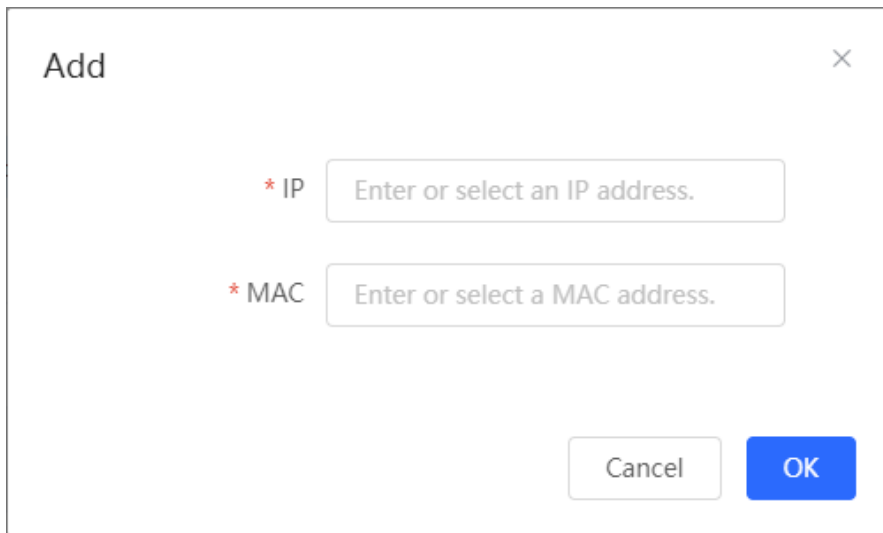 Add
* IP Enter or select an IP address.
* MAC Enter or select a MAC address.
Cancel OK